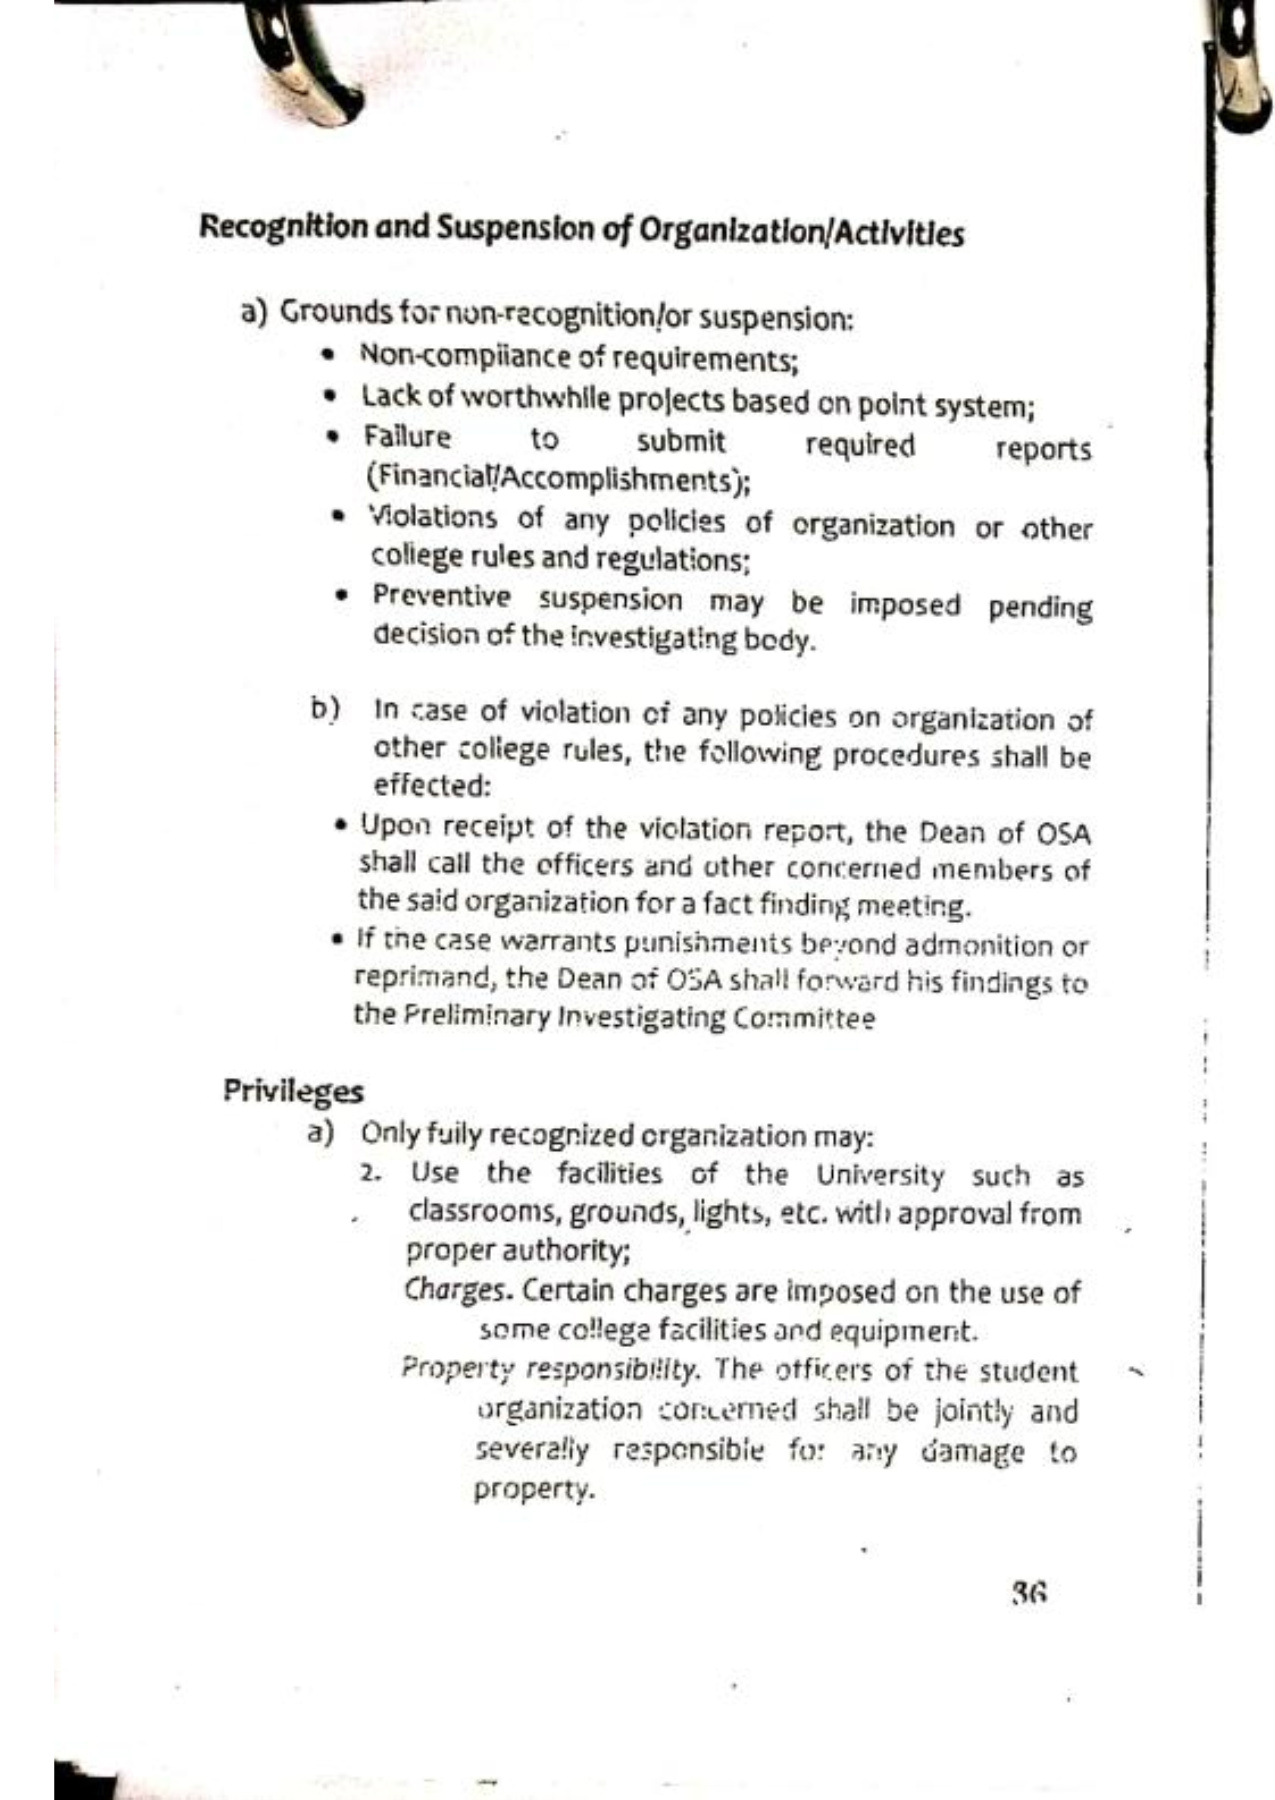 Recognition and Suspension of Organization/Activities
a) Grounds for non-recognition/or suspension:
• Non-compliance of requirements;
• Lack of worthwhile projects based on point system;
• Failure to submit required reports
(Financial/Accomplishments);
• Violations of any policies of organization or other
college rules and regulations;
• Preventive suspension may be imposed pending
decision of the investigating body.
b) In case of violation of any policies on organization of
other college rules, the following procedures shall be
effected:
• Upon receipt of the violation report, the Dean of OSA
shall call the officers and other concerned members of
the said organization for a fact finding meeting.
• If the case warrants punishments beyond admonition or
reprimand, the Dean of OSA shall forward his findings to
the Preliminary Investigating Committee
Privileges
a) Only fully recognized organization may:
2. Use the facilities of the University such as
classrooms, grounds, lights, etc. with approval from
proper authority;
Charges. Certain charges are imposed on the use of
some college facilities and equipment.
Property responsibility. The officers of the student
organization concerned shall be jointly and
severally responsible for any damage to
property.
36